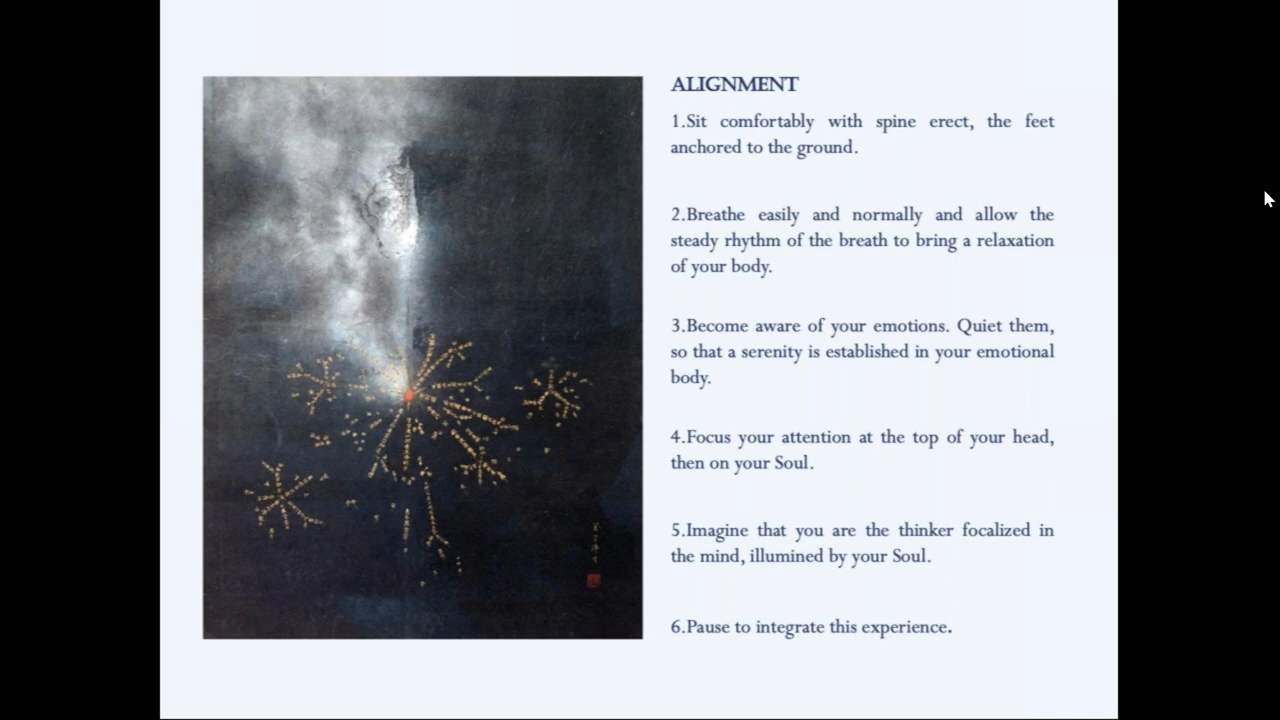 ALIGNMENT
1.Sit comfortably with spine erect, the feet
anchored to the ground.
2.Breathe easily and normally and allow the
steady rhythm of the breath to bring a relaxation
of your body.
3.Become aware of your emotions. Quiet them,
so that a serenity is established in your emotional
body.
4.Focus your attention at the top of your head,
then on your Soul.
5.Imagine that you are the thinker focalized in
the mind, illumined by your Soul.
6.Pause to integrate this experience.